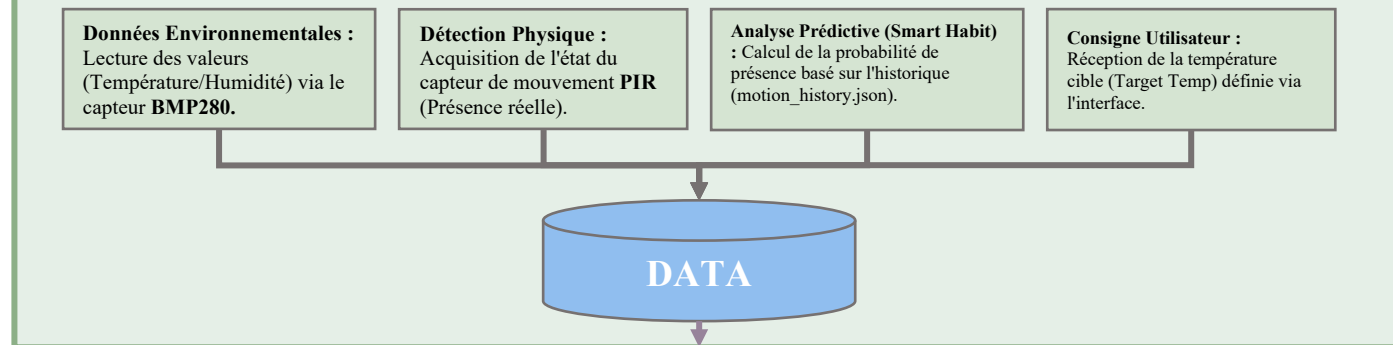 Données Environnementales :
Lecture des valeurs
(Température/Humidité) via le
capteur BMP280.
Détection Physique :
Acquisition de l'état du
capteur de mouvement PIR
(Présence réelle).
Analyse Prédictive (Smart Habit)
: Calcul de la probabilité de
présence basé sur l'historique
(motion_history.json).
Consigne Utilisateur :
Réception de la température
cible (Target Temp) définie via
l'interface.
DATA